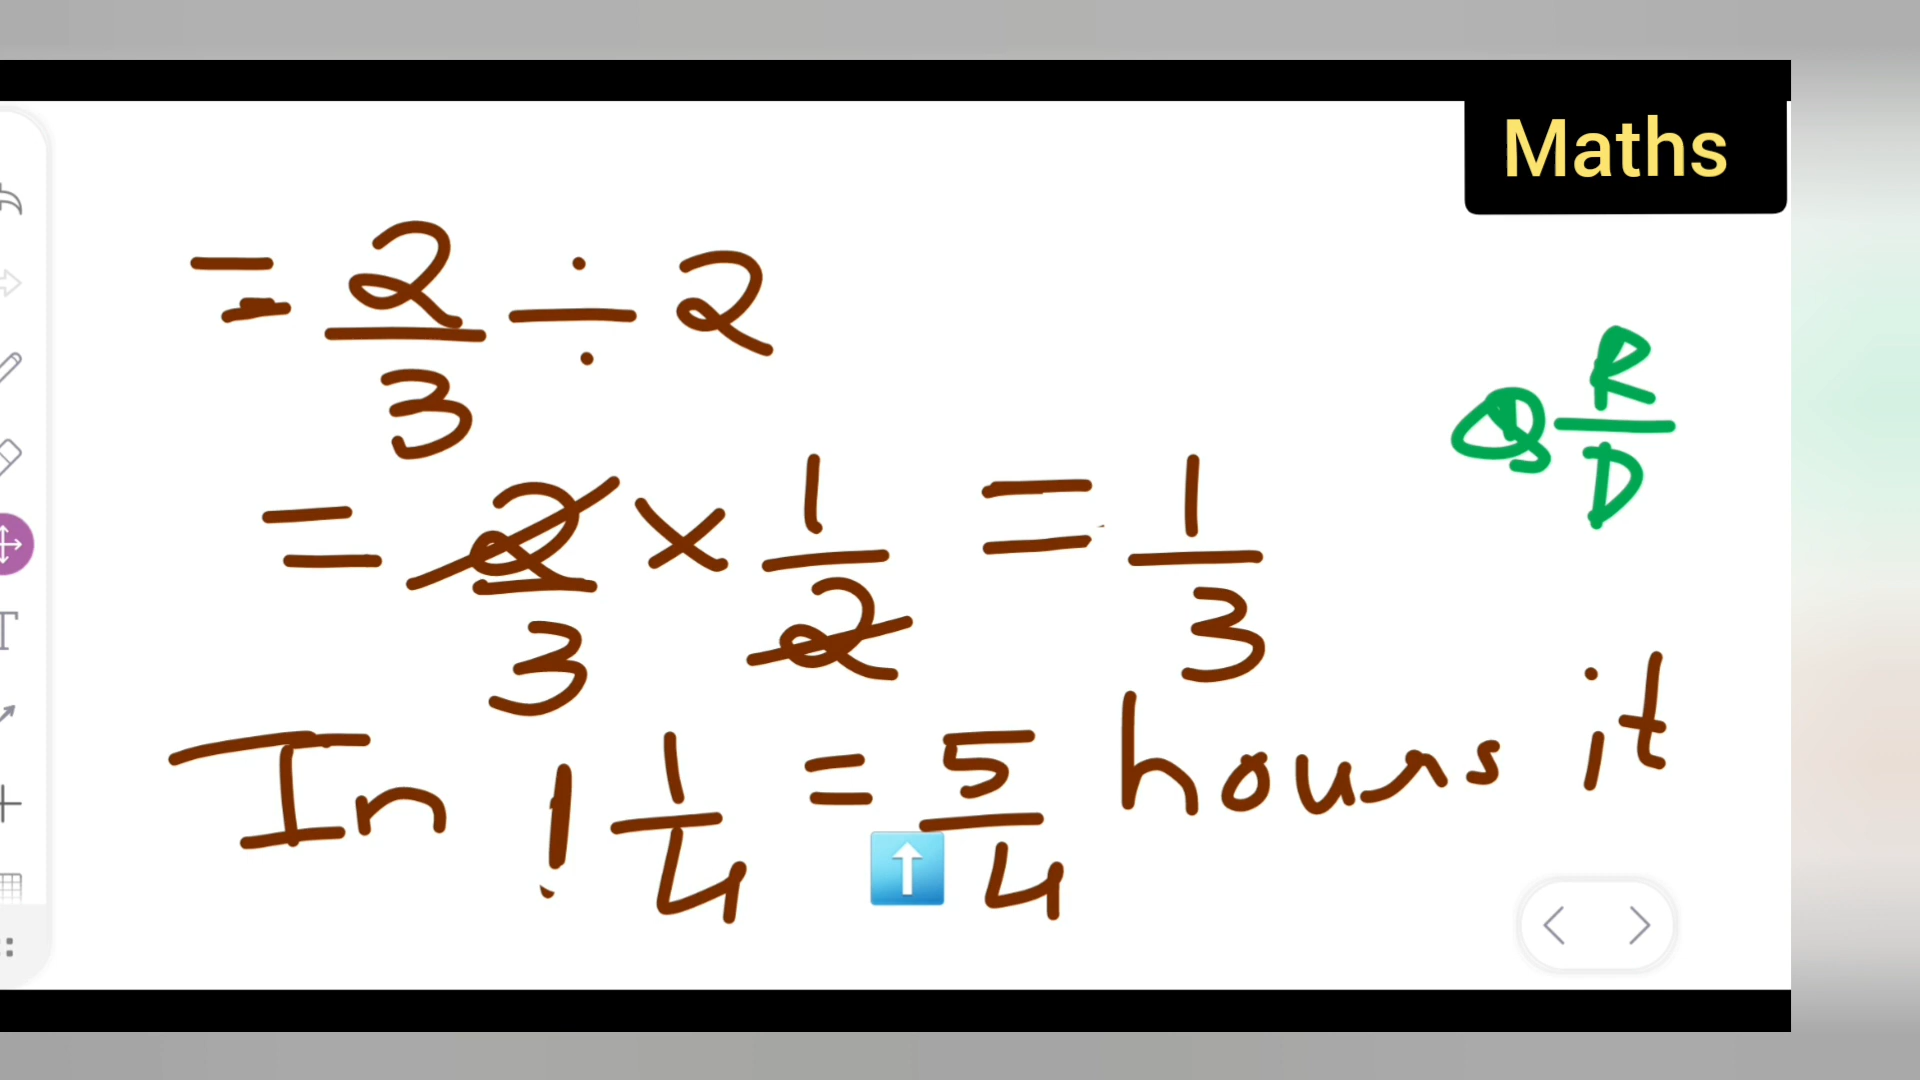 Maths
= 2/3 ÷ 2
Q R/D
= 2/3 × 1/2 = 1/3
In 1 1/4 = 5/4 hours it